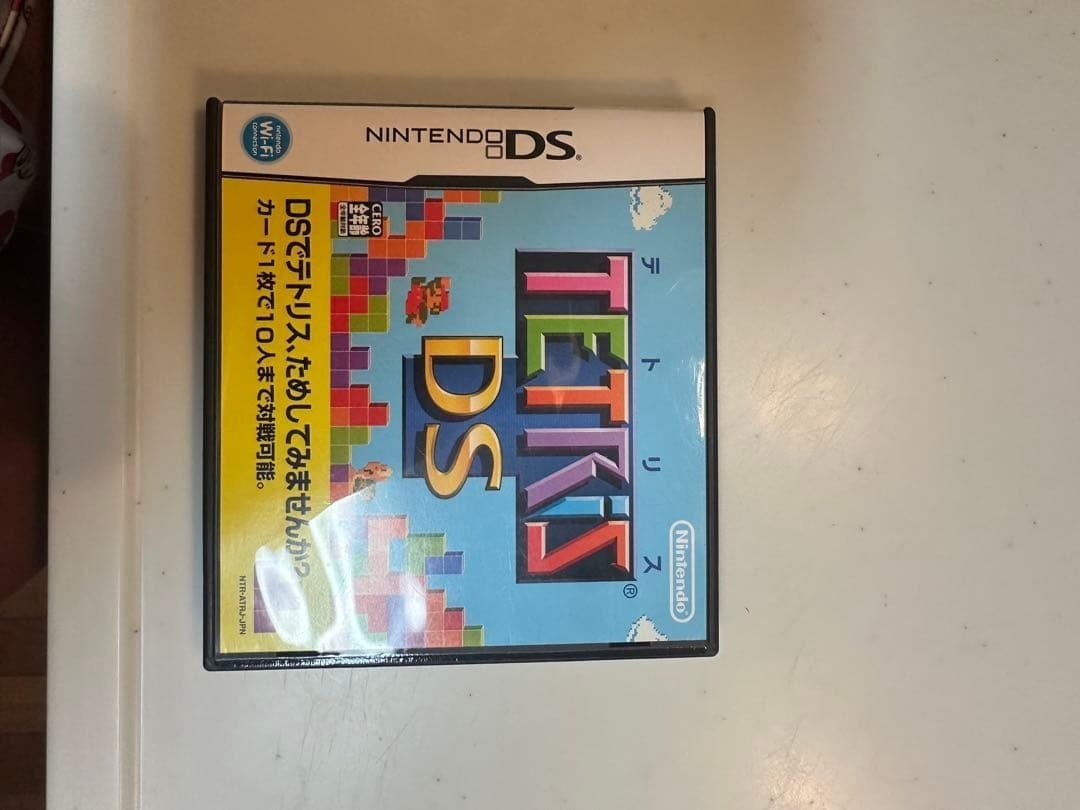 NINTENDO DS®
Nintendo®
テトリス
TETRIS®
DS
CERO
全年齢
DSでテトリス、ためしてみませんか?
カード1枚で10人まで対戦可能。
Nintendo
Wi-Fi
connection
NTR-ATRJ-JPN